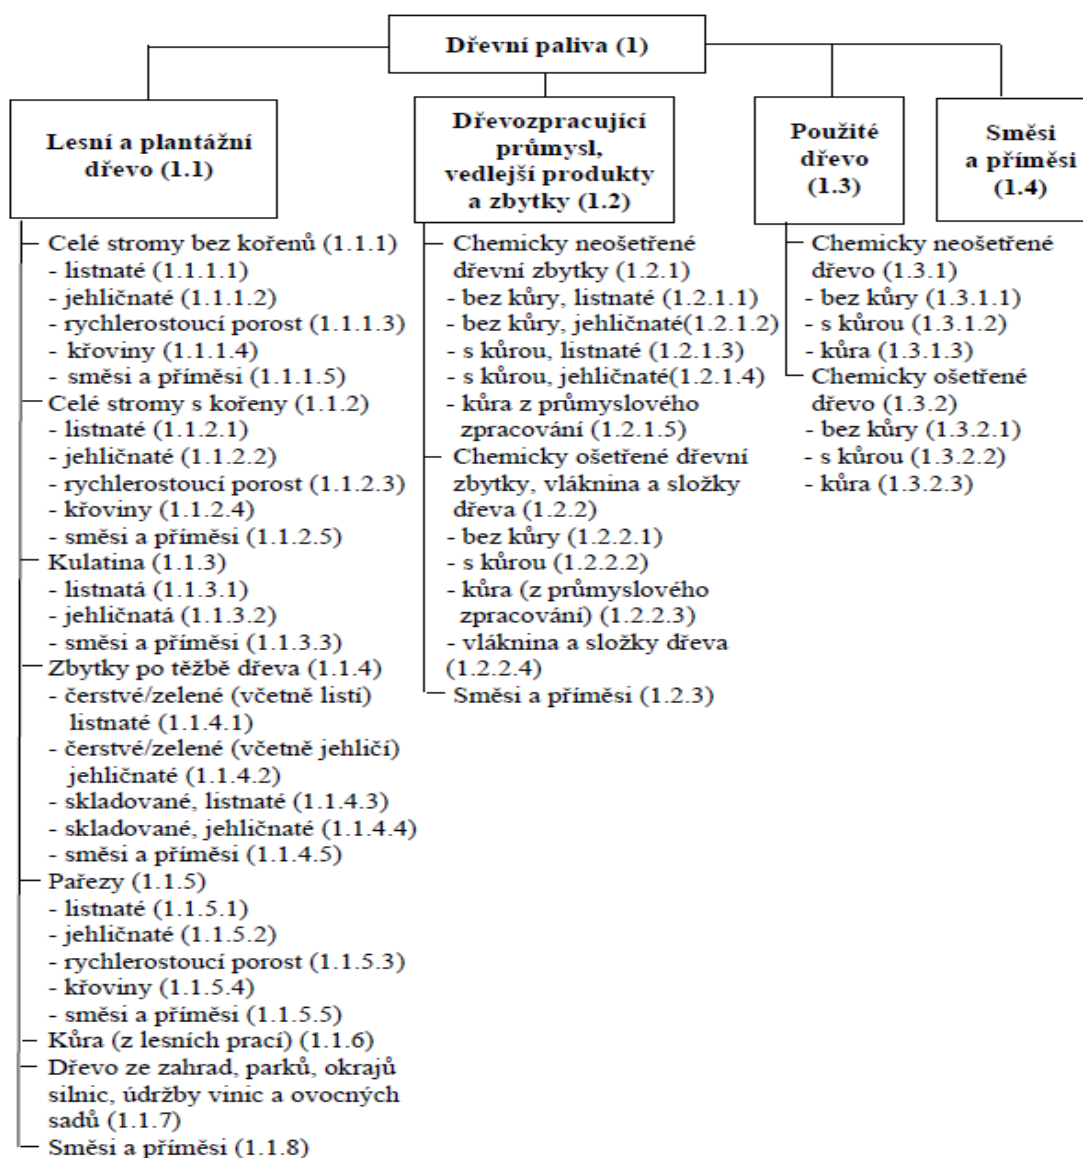 Dřevní paliva (1)
Lesní a plantážní
dřevo (1.1)
Celé stromy bez kořenů (1.1.1)
- listnaté (1.1.1.1)
- jehličnaté (1.1.1.2)
- rychlerostoucí porost (1.1.1.3)
- křoviny (1.1.1.4)
- směsi a příměsi (1.1.1.5)
Celé stromy s kořeny (1.1.2)
- listnaté (1.1.2.1)
- jehličnaté (1.1.2.2)
- rychlerostoucí porost (1.1.2.3)
- křoviny (1.1.2.4)
- směsi a příměsi (1.1.2.5)
Kulatina (1.1.3)
- listnatá (1.1.3.1)
- jehličnatá (1.1.3.2)
- směsi a příměsi (1.1.3.3)
Zbytky po těžbě dřeva (1.1.4)
- čerstvé/zelené (včetně listí)
listnaté (1.1.4.1)
- čerstvé/zelené (včetně jehličí)
jehličnaté (1.1.4.2)
- skladované, listnaté (1.1.4.3)
- skladované, jehličnaté (1.1.4.4)
- směsi a příměsi (1.1.4.5)
Pařezy (1.1.5)
- listnaté (1.1.5.1)
- jehličnaté (1.1.5.2)
- rychlerostoucí porost (1.1.5.3)
- křoviny (1.1.5.4)
- směsi a příměsi (1.1.5.5)
Kůra (z lesních prací) (1.1.6)
Dřevo ze zahrad, parků, okrajů
silnic, údržby vinic a ovocných
sadů (1.1.7)
Směsi a příměsi (1.1.8)
Dřevozpracující
průmysl,
vedlejší produkty
a zbytky (1.2)
Chemicky neošetřené
dřevní zbytky (1.2.1)
- bez kůry, listnaté (1.2.1.1)
- bez kůry, jehličnaté(1.2.1.2)
- s kůrou, listnaté (1.2.1.3)
- s kůrou, jehličnaté(1.2.1.4)
- kůra z průmyslového
zpracování (1.2.1.5)
Chemicky ošetřené dřevní
zbytky, vláknina a složky
dřeva (1.2.2)
- bez kůry (1.2.2.1)
- s kůrou (1.2.2.2)
- kůra (z průmyslového
zpracování) (1.2.2.3)
- vláknina a složky dřeva
(1.2.2.4)
Směsi a příměsi (1.2.3)
Použité
dřevo
(1.3)
Chemicky neošetřené
dřevo (1.3.1)
- bez kůry (1.3.1.1)
- s kůrou (1.3.1.2)
- kůra (1.3.1.3)
Chemicky ošetřené
dřevo (1.3.2)
- bez kůry (1.3.2.1)
- s kůrou (1.3.2.2)
- kůra (1.3.2.3)
Směsi
a příměsi
(1.4)